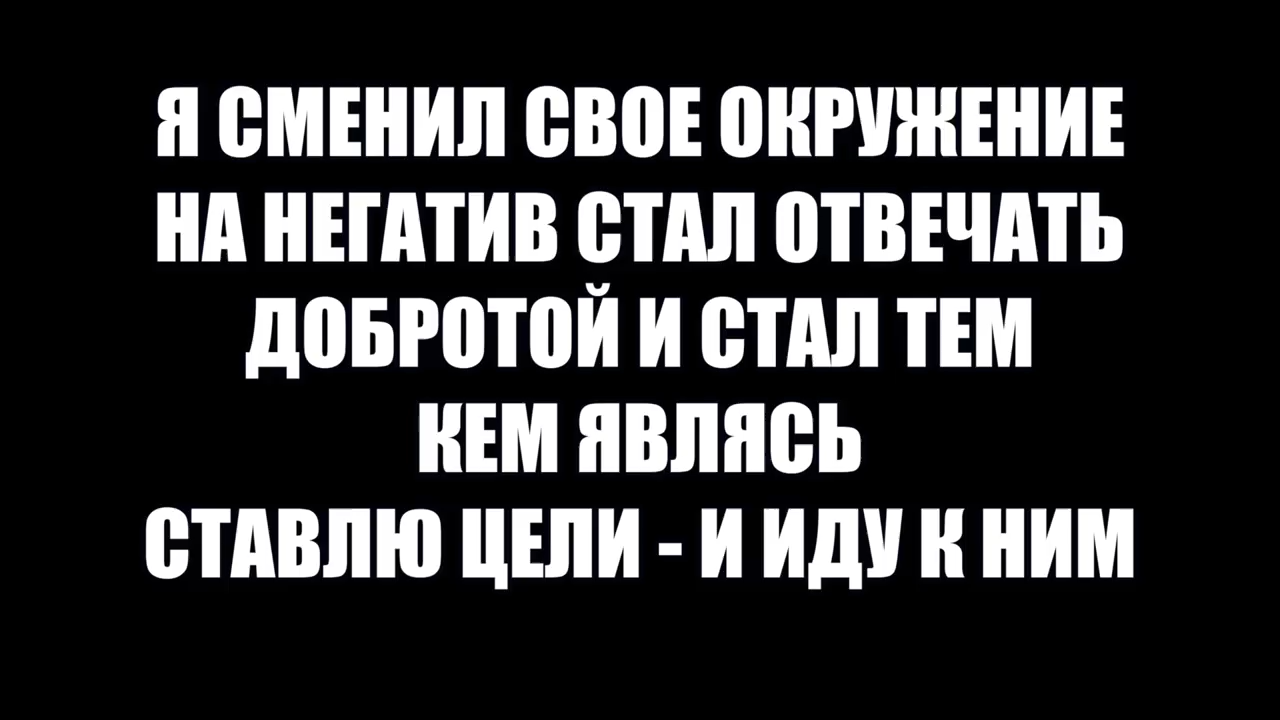 Я СМЕНИЛ СВОЕ ОКРУЖЕНИЕ
НА НЕГАТИВ СТАЛ ОТВЕЧАТЬ
ДОБРОТОЙ И СТАЛ ТЕМ
КЕМ ЯВЛЯСЬ
СТАВЛЮ ЦЕЛИ - И ИДУ К НИМ